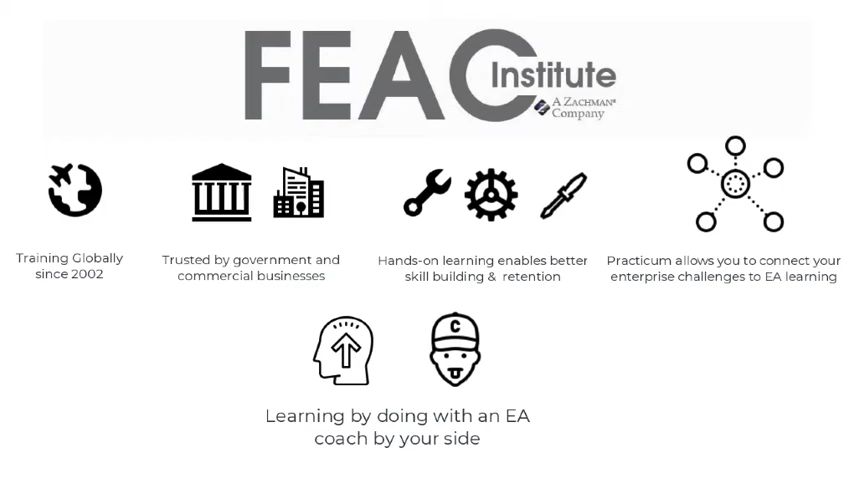 FEAC Institute
A ZACHMAN®
Company
Training Globally
since 2002
Trusted by government and
commercial businesses
Hands-on learning enables better
skill building & retention
Practicum allows you to connect your
enterprise challenges to EA learning
C
Learning by doing with an EA
coach by your side